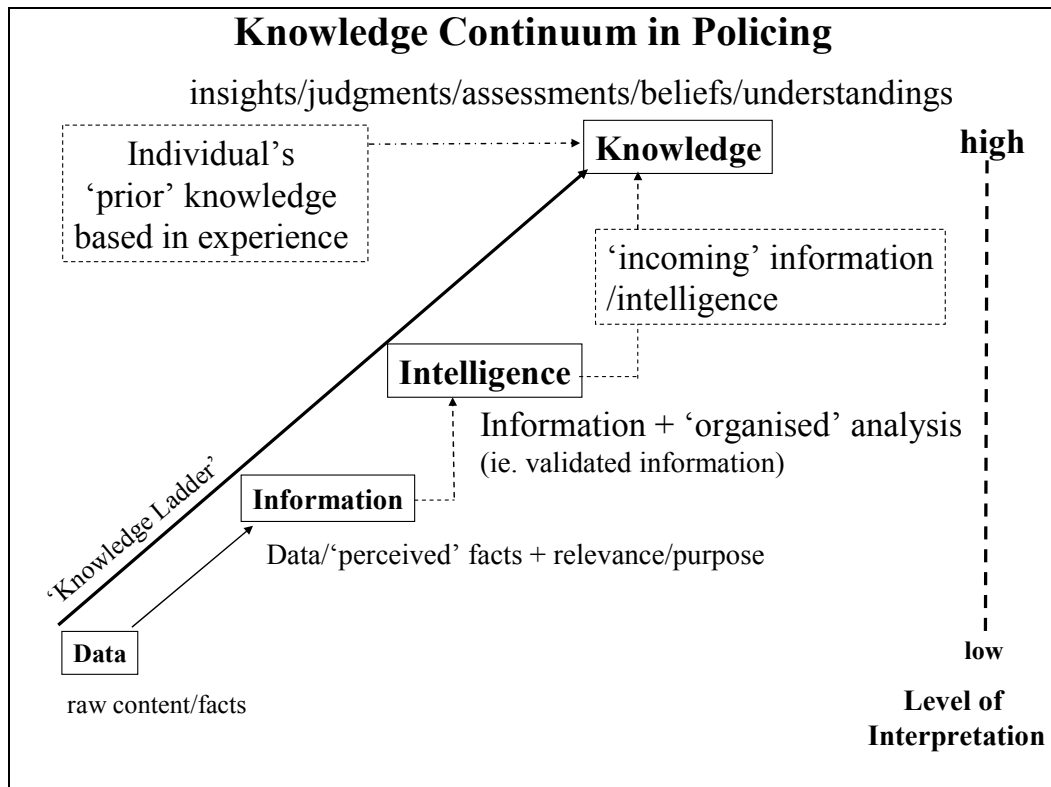 Knowledge Continuum in Policing
insights/judgments/assessments/beliefs/understandings
Individual’s
‘prior’ knowledge
based in experience
Knowledge
high
‘incoming’ information
/intelligence
Intelligence
Information + ‘organised’ analysis
(ie. validated information)
‘Knowledge Ladder’
Information
Data/‘perceived’ facts + relevance/purpose
Data
raw content/facts
low
Level of
Interpretation